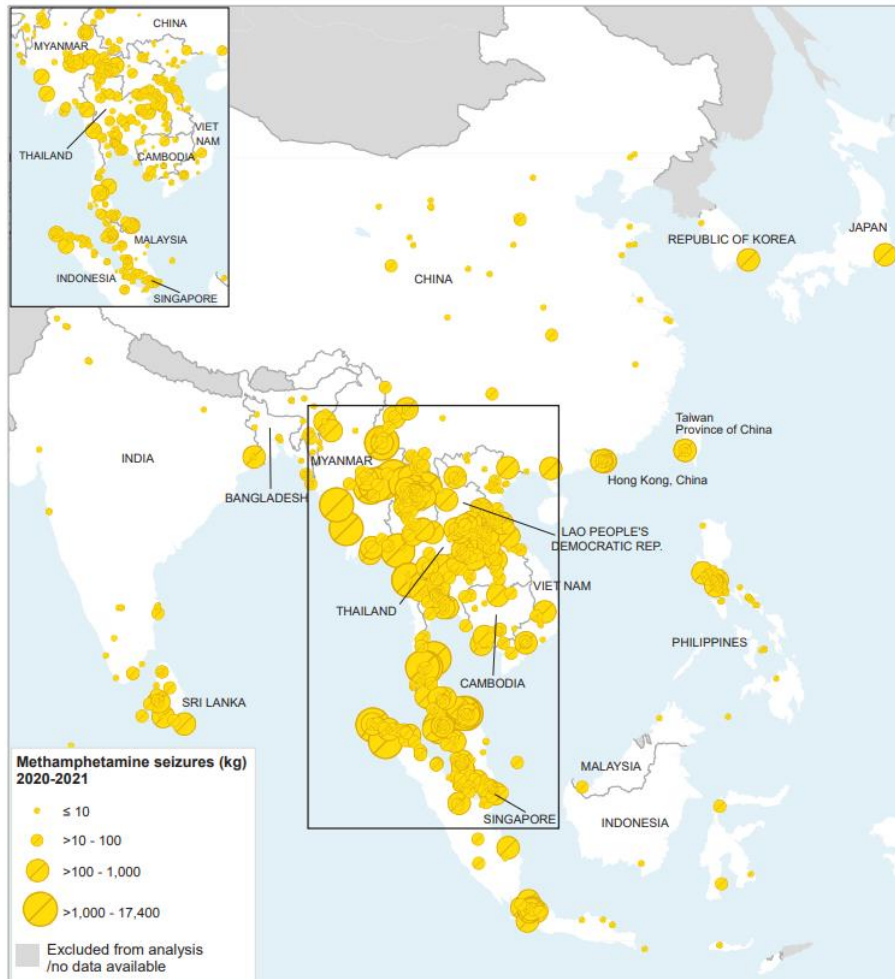 CHINA
MYANMAR
VIET
NAM
THAILAND
CAMBODIA
MALAYSIA
INDONESIA
SINGAPORE
JAPAN
REPUBLIC OF KOREA
CHINA
Taiwan
Province of China
INDIA
MYANMAR
Hong Kong, China
BANGLADESH
LAO PEOPLE'S
DEMOCRATIC REP.
VIET NAM
THAILAND
PHILIPPINES
CAMBODIA
SRI LANKA
Methamphetamine seizures (kg)
2020-2021
≤ 10
>10 - 100
>100 - 1,000
>1,000 - 17,400
Excluded from analysis
/no data available
MALAYSIA
SINGAPORE
INDONESIA